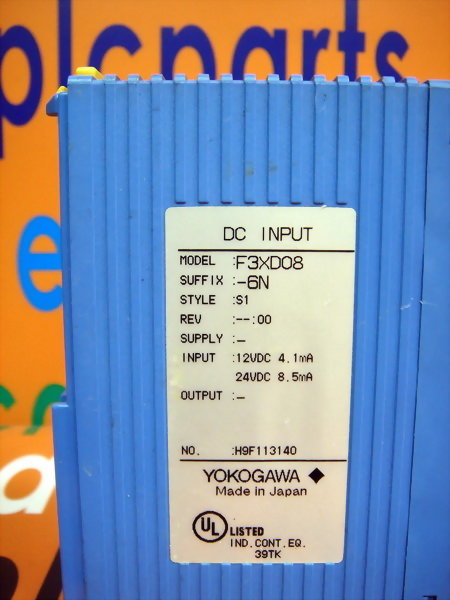 plcparts
DC INPUT
MODEL :F3XD08
SUFFIX :-6N
STYLE :S1
REV :--:00
SUPPLY :-
INPUT :12VDC 4.1mA
24VDC 8.5mA
OUTPUT :-
NO. :H9F113140
YOKOGAWA ◆
Made in Japan
UL LISTED
IND.CONT.EQ.
39TK